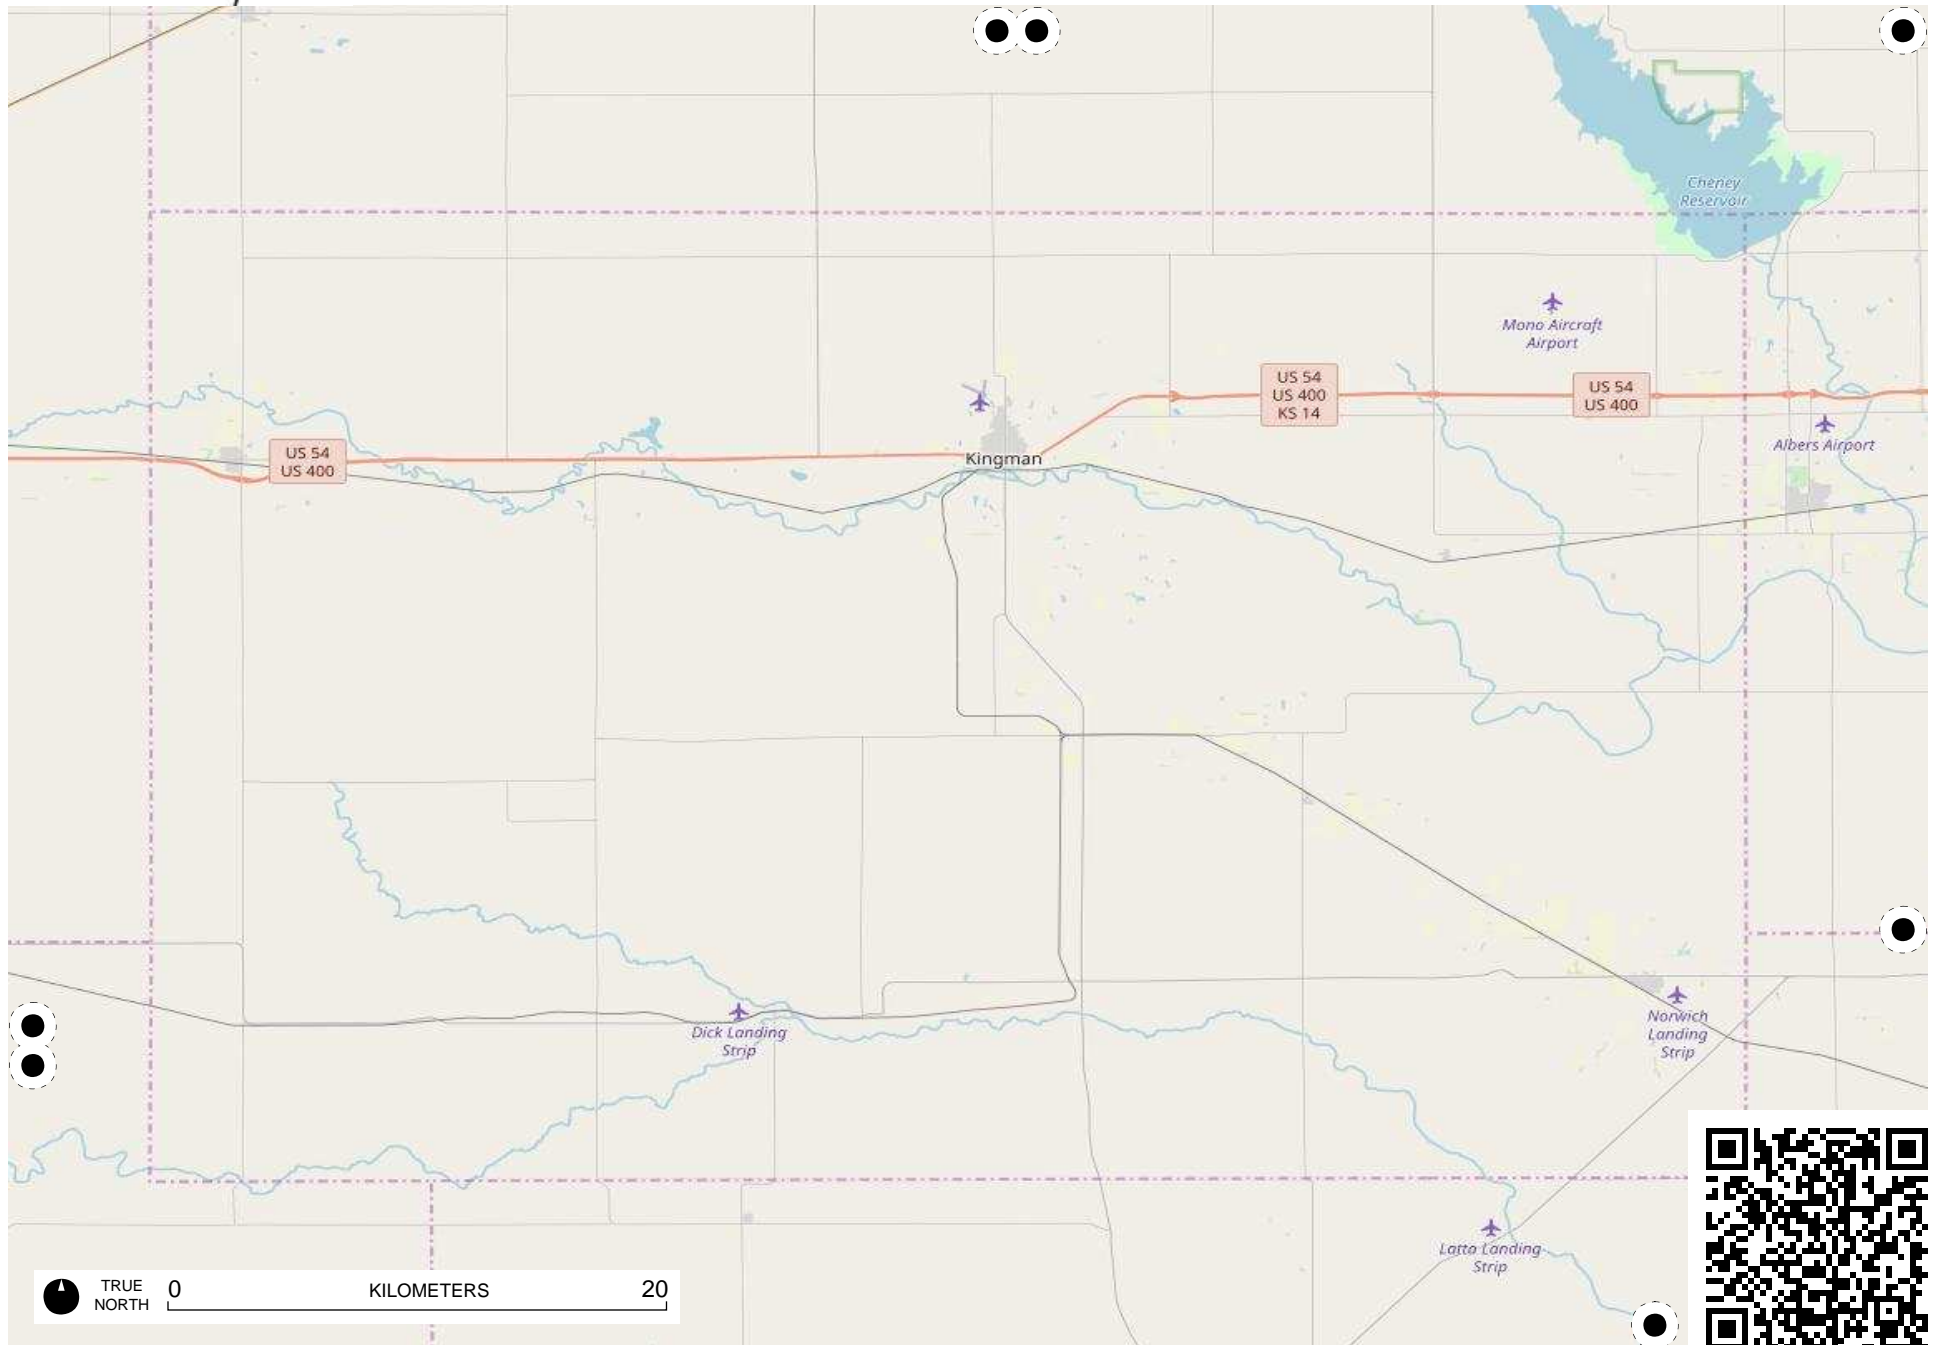 Cheney
Reservoir
Mono Aircraft
Airport
US 54
US 400
KS 14
US 54
US 400
Albers Airport
US 54
US 400
Kingman
Dick Landing
Strip
Norwich
Landing
Strip
Latta Landing
Strip
TRUE
NORTH
0
KILOMETERS
20